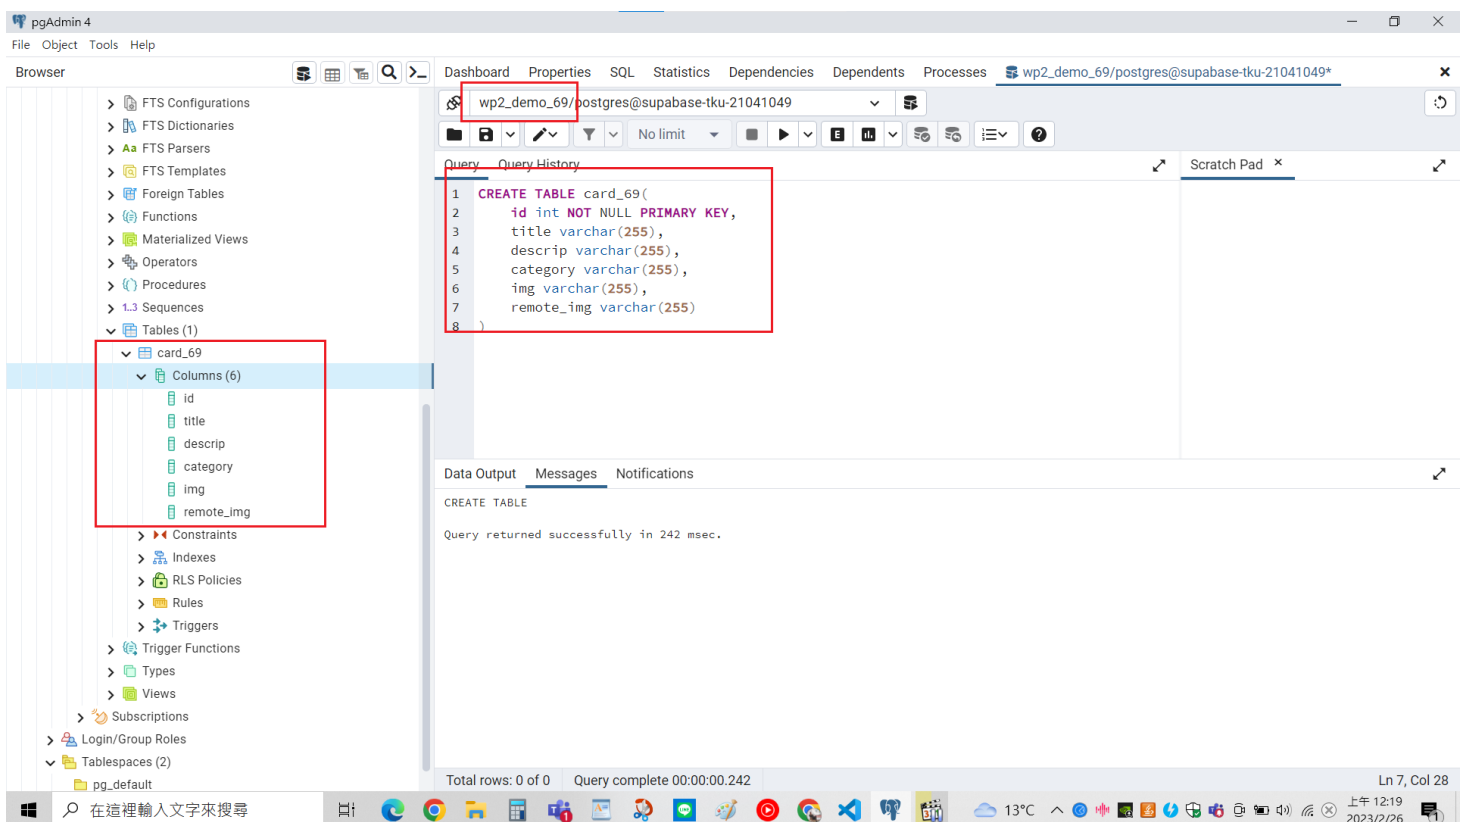 pgAdmin 4
File Object Tools Help
Browser
FTS Configurations
FTS Dictionaries
Aa FTS Parsers
FTS Templates
Foreign Tables
Functions
Materialized Views
Operators
Procedures
1..3 Sequences
Tables (1)
card_69
Columns (6)
id
title
descrip
category
img
remote_img
Constraints
Indexes
RLS Policies
Rules
Triggers
Trigger Functions
Types
Views
Subscriptions
Login/Group Roles
Tablespaces (2)
pg_default
Dashboard Properties SQL Statistics Dependencies Dependents Processes wp2_demo_69/postgres@supabase-tku-21041049*
wp2_demo_69/postgres@supabase-tku-21041049
No limit E
Query Query History
Scratch Pad
1 CREATE TABLE card_69(
2 id int NOT NULL PRIMARY KEY,
3 title varchar(255),
4 descrip varchar(255),
5 category varchar(255),
6 img varchar(255),
7 remote_img varchar(255)
8 )
Data Output Messages Notifications
CREATE TABLE
Query returned successfully in 242 msec.
Total rows: 0 of 0 Query complete 00:00:00.242 Ln 7, Col 28
在這裡輸入文字來搜尋
13°C
上午 12:19
2023/2/26